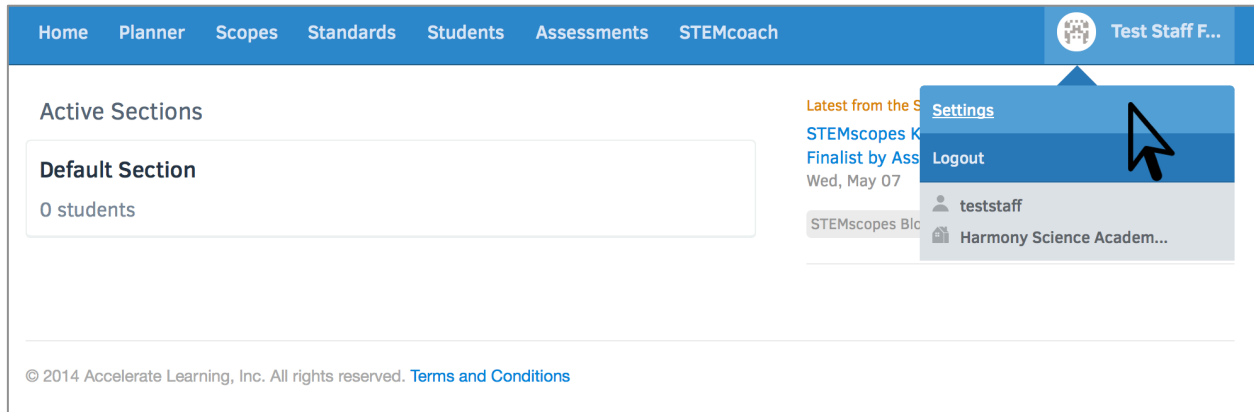 Home Planner Scopes Standards Students Assessments STEMcoach Test Staff F...
Active Sections
Default Section
0 students
Latest from the S
STEMscopes K
Finalist by Ass
Wed, May 07
STEMscopes Blo
Settings
Logout
teststaff
Harmony Science Academ...
© 2014 Accelerate Learning, Inc. All rights reserved. Terms and Conditions